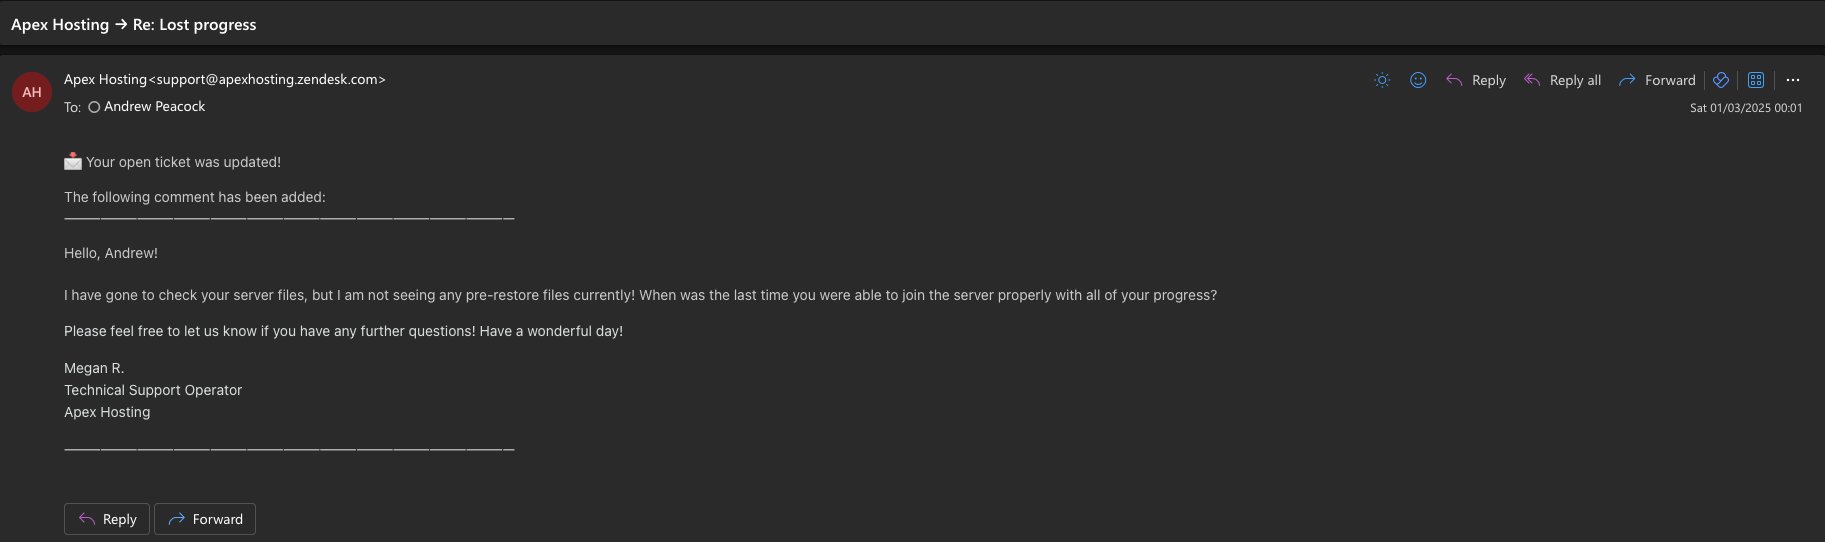 Apex Hosting → Re: Lost progress
AH
Apex Hosting<support@apexhosting.zendesk.com>
Reply
Reply all
Forward
To: Andrew Peacock
Sat 01/03/2025 00:01
Your open ticket was updated!
The following comment has been added:
Hello, Andrew!
I have gone to check your server files, but I am not seeing any pre-restore files currently! When was the last time you were able to join the server properly with all of your progress?
Please feel free to let us know if you have any further questions! Have a wonderful day!
Megan R.
Technical Support Operator
Apex Hosting
Reply
Forward